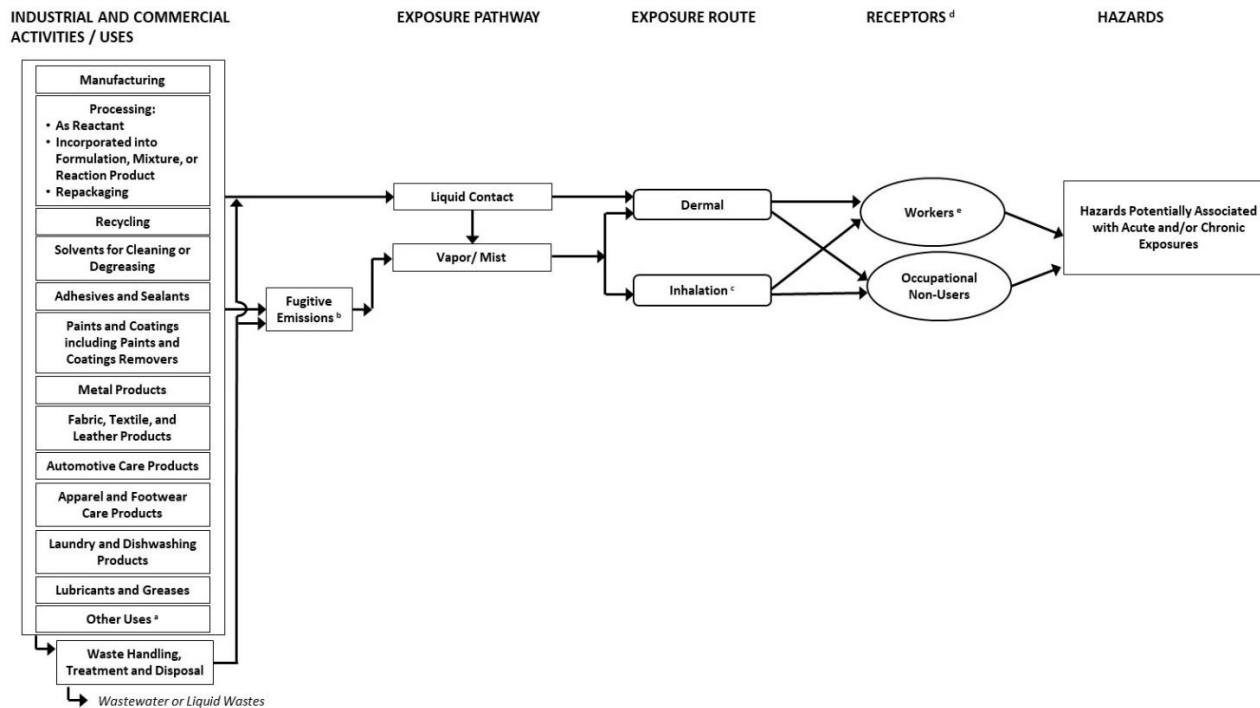 INDUSTRIAL AND COMMERCIAL
ACTIVITIES / USES
EXPOSURE PATHWAY
EXPOSURE ROUTE
RECEPTORS ᵈ
HAZARDS
Manufacturing
Processing:
• As Reactant
• Incorporated into
Formulation, Mixture, or
Reaction Product
• Repackaging
Recycling
Solvents for Cleaning or
Degreasing
Adhesives and Sealants
Paints and Coatings
including Paints and
Coatings Removers
Metal Products
Fabric, Textile, and
Leather Products
Automotive Care Products
Apparel and Footwear
Care Products
Laundry and Dishwashing
Products
Lubricants and Greases
Other Uses ᵃ
Waste Handling,
Treatment and Disposal
Wastewater or Liquid Wastes
Fugitive
Emissions ᵇ
Liquid Contact
Vapor/ Mist
Dermal
Inhalation ᶜ
Workers ᵉ
Occupational
Non-Users
Hazards Potentially Associated
with Acute and/or Chronic
Exposures